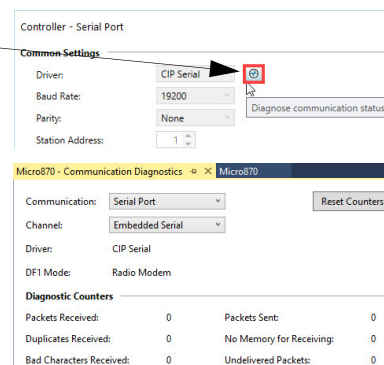 Controller - Serial Port
Common Settings
Driver: CIP Serial
Baud Rate: 19200
Diagnose communication status
Parity: None
Station Address: 1
Micro870 - Communication Diagnostics Micro870
Communication: Serial Port Reset Counters
Channel: Embedded Serial
Driver: CIP Serial
DF1 Mode: Radio Modem
Diagnostic Counters
Packets Received: 0 Packets Sent: 0
Duplicates Received: 0 No Memory for Receiving: 0
Bad Characters Received: 0 Undelivered Packets: 0